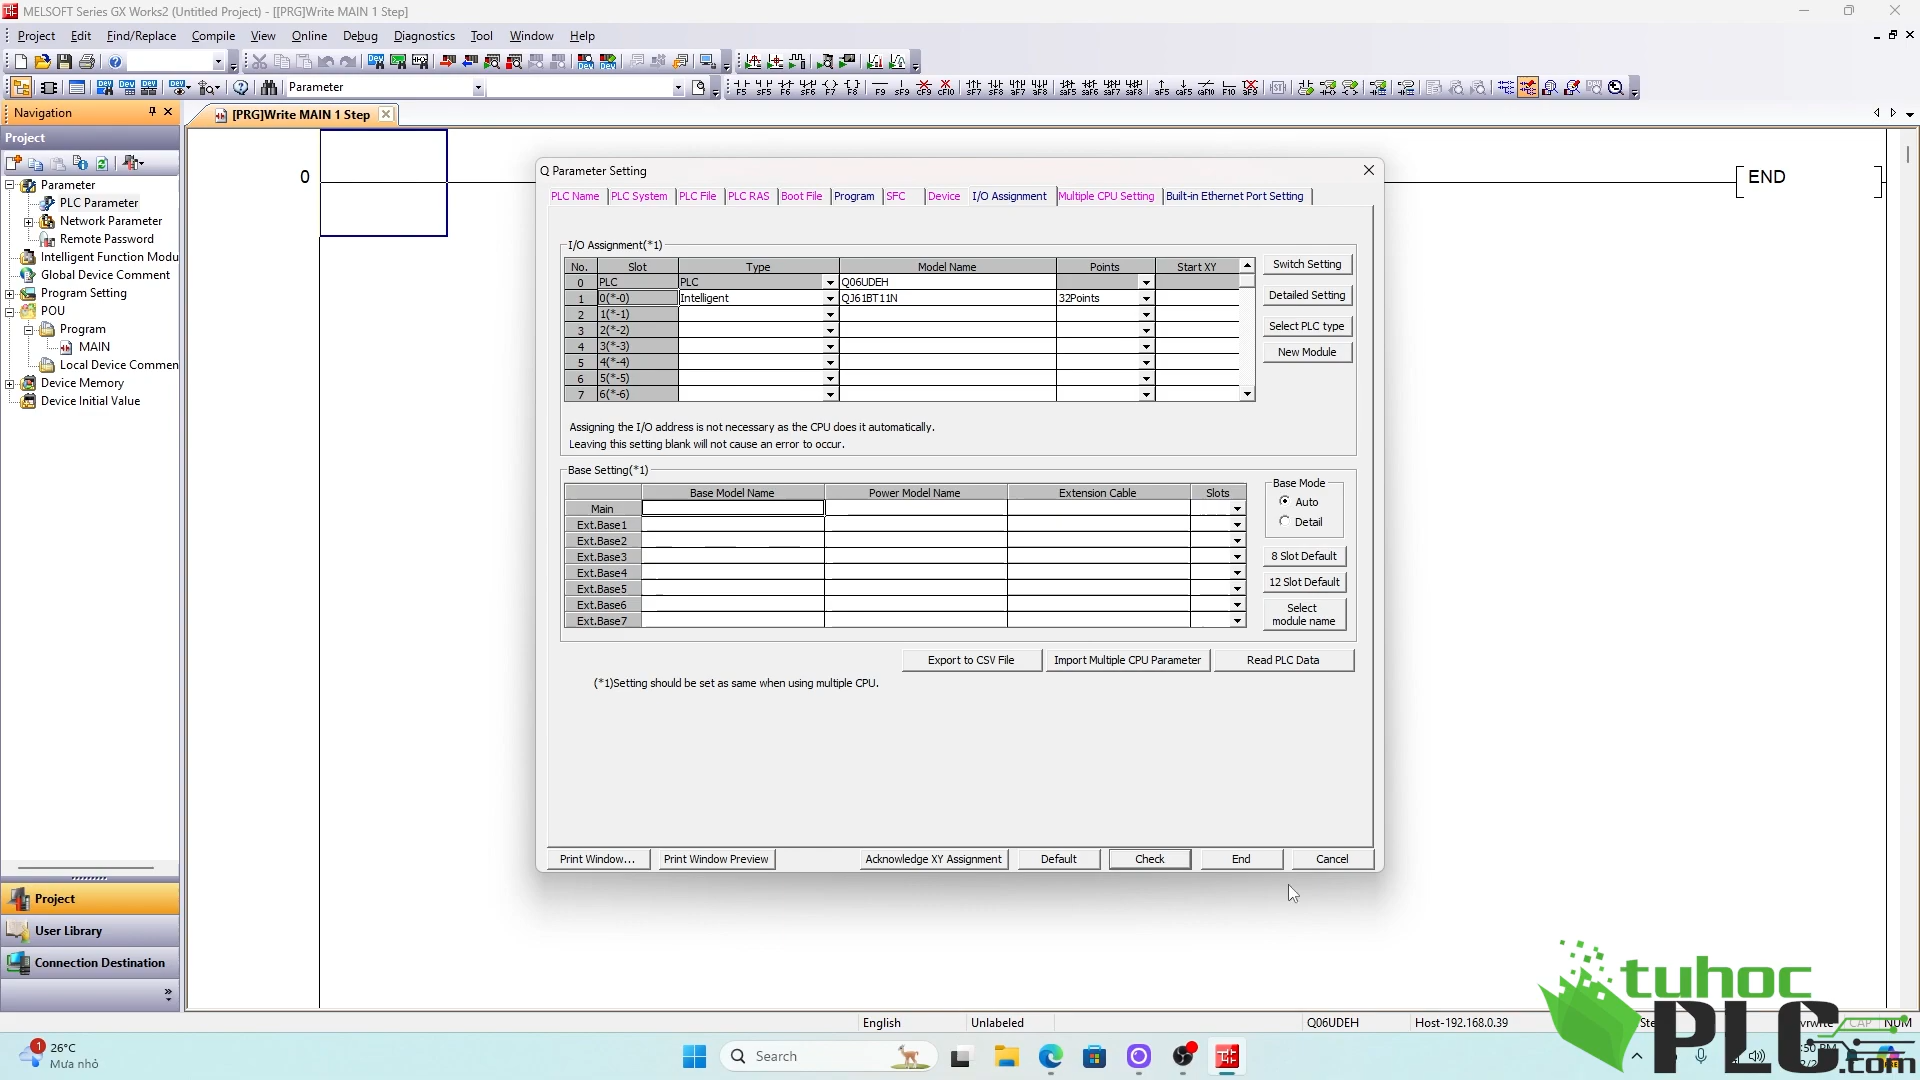 MELSOFT Series GX Works2 (Untitled Project) - [[PRG]Write MAIN 1 Step]
Project Edit Find/Replace Compile View Online Debug Diagnostics Tool Window Help
Parameter
Navigation
[PRG]Write MAIN 1 Step
Project
Parameter
PLC Parameter
Network Parameter
Remote Password
Intelligent Function Modu
Global Device Comment
Program Setting
POU
Program
MAIN
Local Device Commen
Device Memory
Device Initial Value
Project
User Library
Connection Destination
0
END
Q Parameter Setting
PLC Name PLC System PLC File PLC RAS Boot File Program SFC Device I/O Assignment Multiple CPU Setting Built-in Ethernet Port Setting
I/O Assignment(*1)
No. Slot Type Model Name Points Start XY
0 PLC PLC Q06UDEH
1 0(*-0) Intelligent QJ61BT11N 32Points
2 1(*-1)
3 2(*-2)
4 3(*-3)
5 4(*-4)
6 5(*-5)
7 6(*-6)
Switch Setting
Detailed Setting
Select PLC type
New Module
Assigning the I/O address is not necessary as the CPU does it automatically.
Leaving this setting blank will not cause an error to occur.
Base Setting(*1)
Base Model Name Power Model Name Extension Cable Slots
Main
Ext.Base1
Ext.Base2
Ext.Base3
Ext.Base4
Ext.Base5
Ext.Base6
Ext.Base7
Base Mode
Auto
Detail
8 Slot Default
12 Slot Default
Select
module name
Export to CSV File Import Multiple CPU Parameter Read PLC Data
(*1)Setting should be set as same when using multiple CPU.
Print Window... Print Window Preview Acknowledge XY Assignment Default Check End Cancel
English Unlabeled Q06UDEH Host-192.168.0.39 CAP NUM
1
26°C
Mưa nhỏ
Search
tuhoc
PLC.com